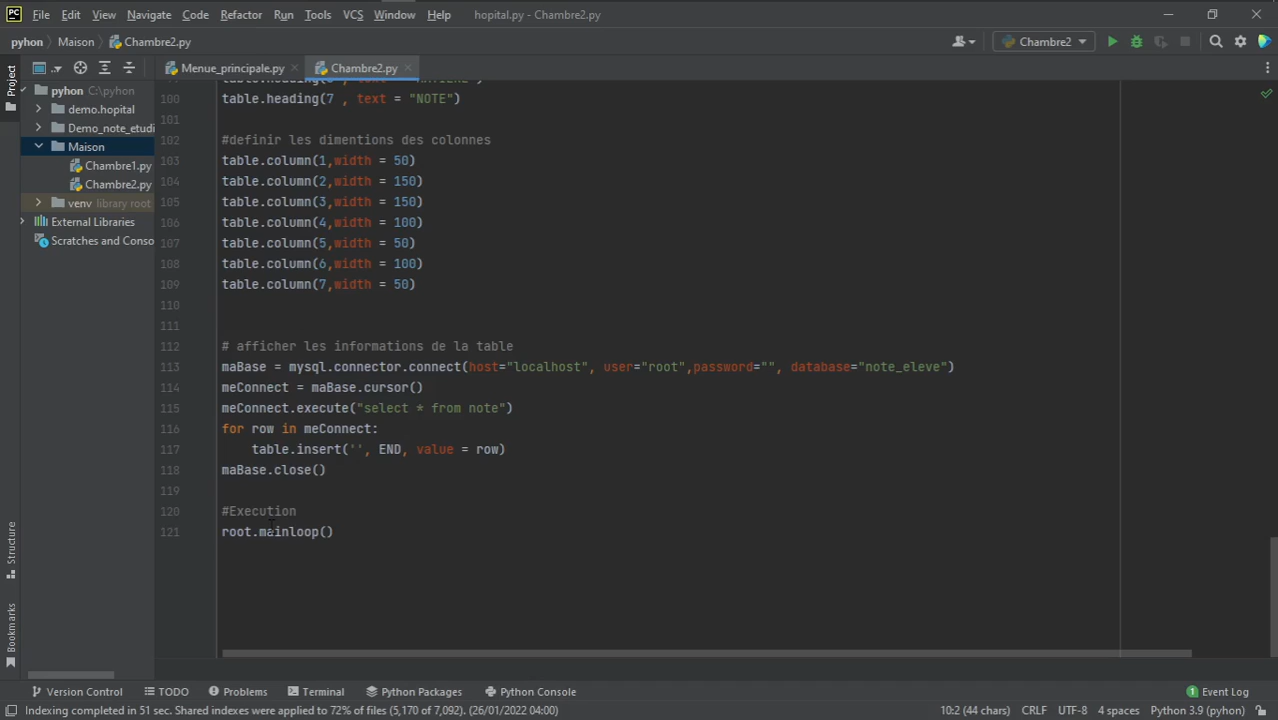 PC File Edit View Navigate Code Refactor Run Tools VCS Window Help hopital.py - Chambre2.py
pyhon Maison Chambre2.py Chambre2
Project Menue_principale.py Chambre2.py
pyhon C:\pyhon
demo.hopital
Demo_note_etudi
Maison
Chambre1.py
Chambre2.py
venv library root
External Libraries
Scratches and Conso
100 table.heading(7 , text = "NOTE")
101
102 #definir les dimentions des colonnes
103 table.column(1,width = 50)
104 table.column(2,width = 150)
105 table.column(3,width = 150)
106 table.column(4,width = 100)
107 table.column(5,width = 50)
108 table.column(6,width = 100)
109 table.column(7,width = 50)
110
111
112 # afficher les informations de la table
113 maBase = mysql.connector.connect(host="localhost", user="root",password="", database="note_eleve")
114 meConnect = maBase.cursor()
115 meConnect.execute("select * from note")
116 for row in meConnect:
117 table.insert('', END, value = row)
118 maBase.close()
119
120 #Execution
121 root.mainloop()
Structure
Bookmarks
Version Control TODO Problems Terminal Python Packages Python Console 1 Event Log
Indexing completed in 51 sec. Shared indexes were applied to 72% of files (5,170 of 7,092). (26/01/2022 04:00) 10:2 (44 chars) CRLF UTF-8 4 spaces Python 3.9 (pyhon)